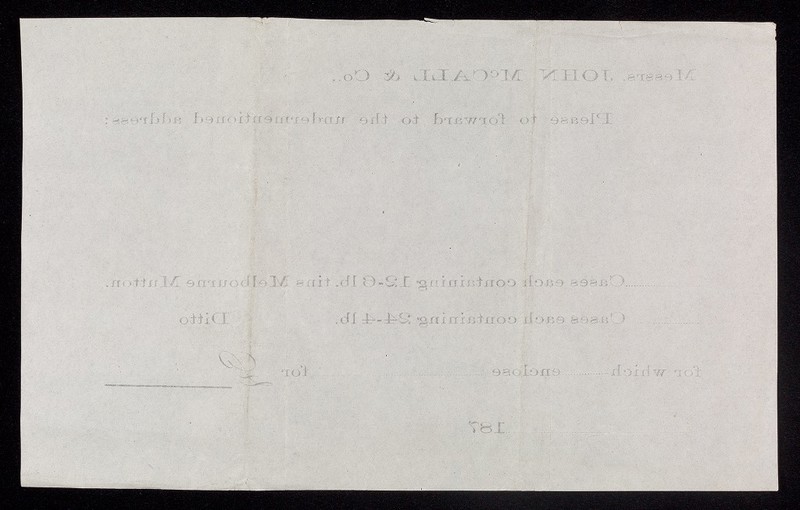 Messrs. JOHN McCALL & Co.,
Please to forward to the undermentioned address:
Cases each containing 12-6 lb. tins Melbourne Mutton.
Cases each containing 24-4 lb. Ditto
for which enclose for £
187